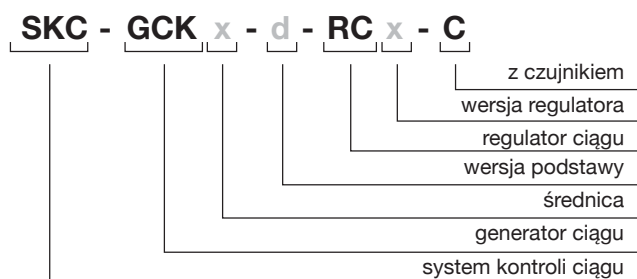 SKC - GCK x - d - RC x - C
z czujnikiem
wersja regulatora
regulator ciągu
wersja podstawy
średnica
generator ciągu
system kontroli ciągu